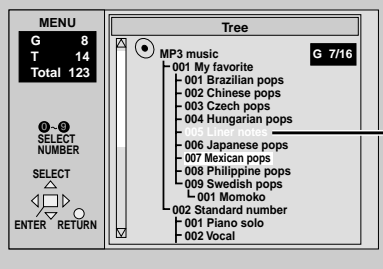 MENU
G 8
T 14
Total 123
0~9
SELECT
NUMBER
SELECT
ENTER RETURN
Tree
G 7/16
MP3 music
001 My favorite
001 Brazilian pops
002 Chinese pops
003 Czech pops
004 Hungarian pops
005 Liner notes
006 Japanese pops
007 Mexican pops
008 Philippine pops
009 Swedish pops
001 Momoko
002 Standard number
001 Piano solo
002 Vocal